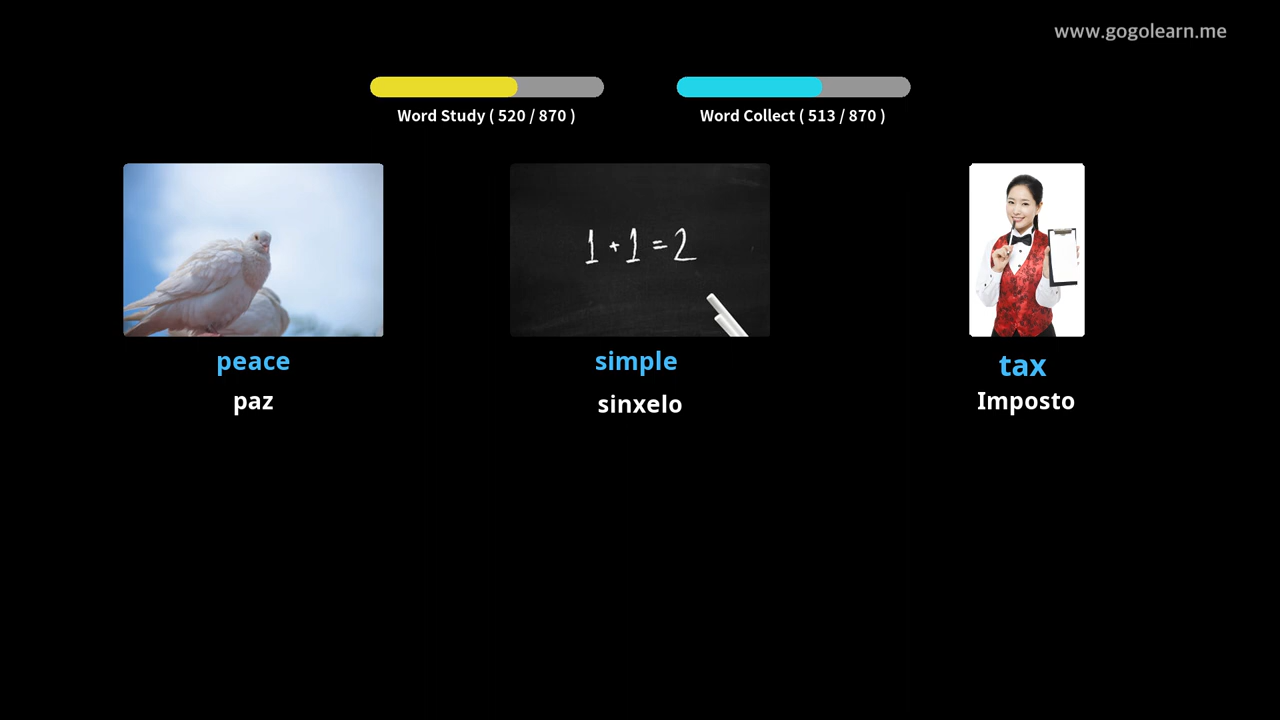 www.gogolearn.me
Word Study ( 520 / 870 )
Word Collect ( 513 / 870 )
1 + 1 = 2
peace
simple
tax
paz
sinxelo
Imposto